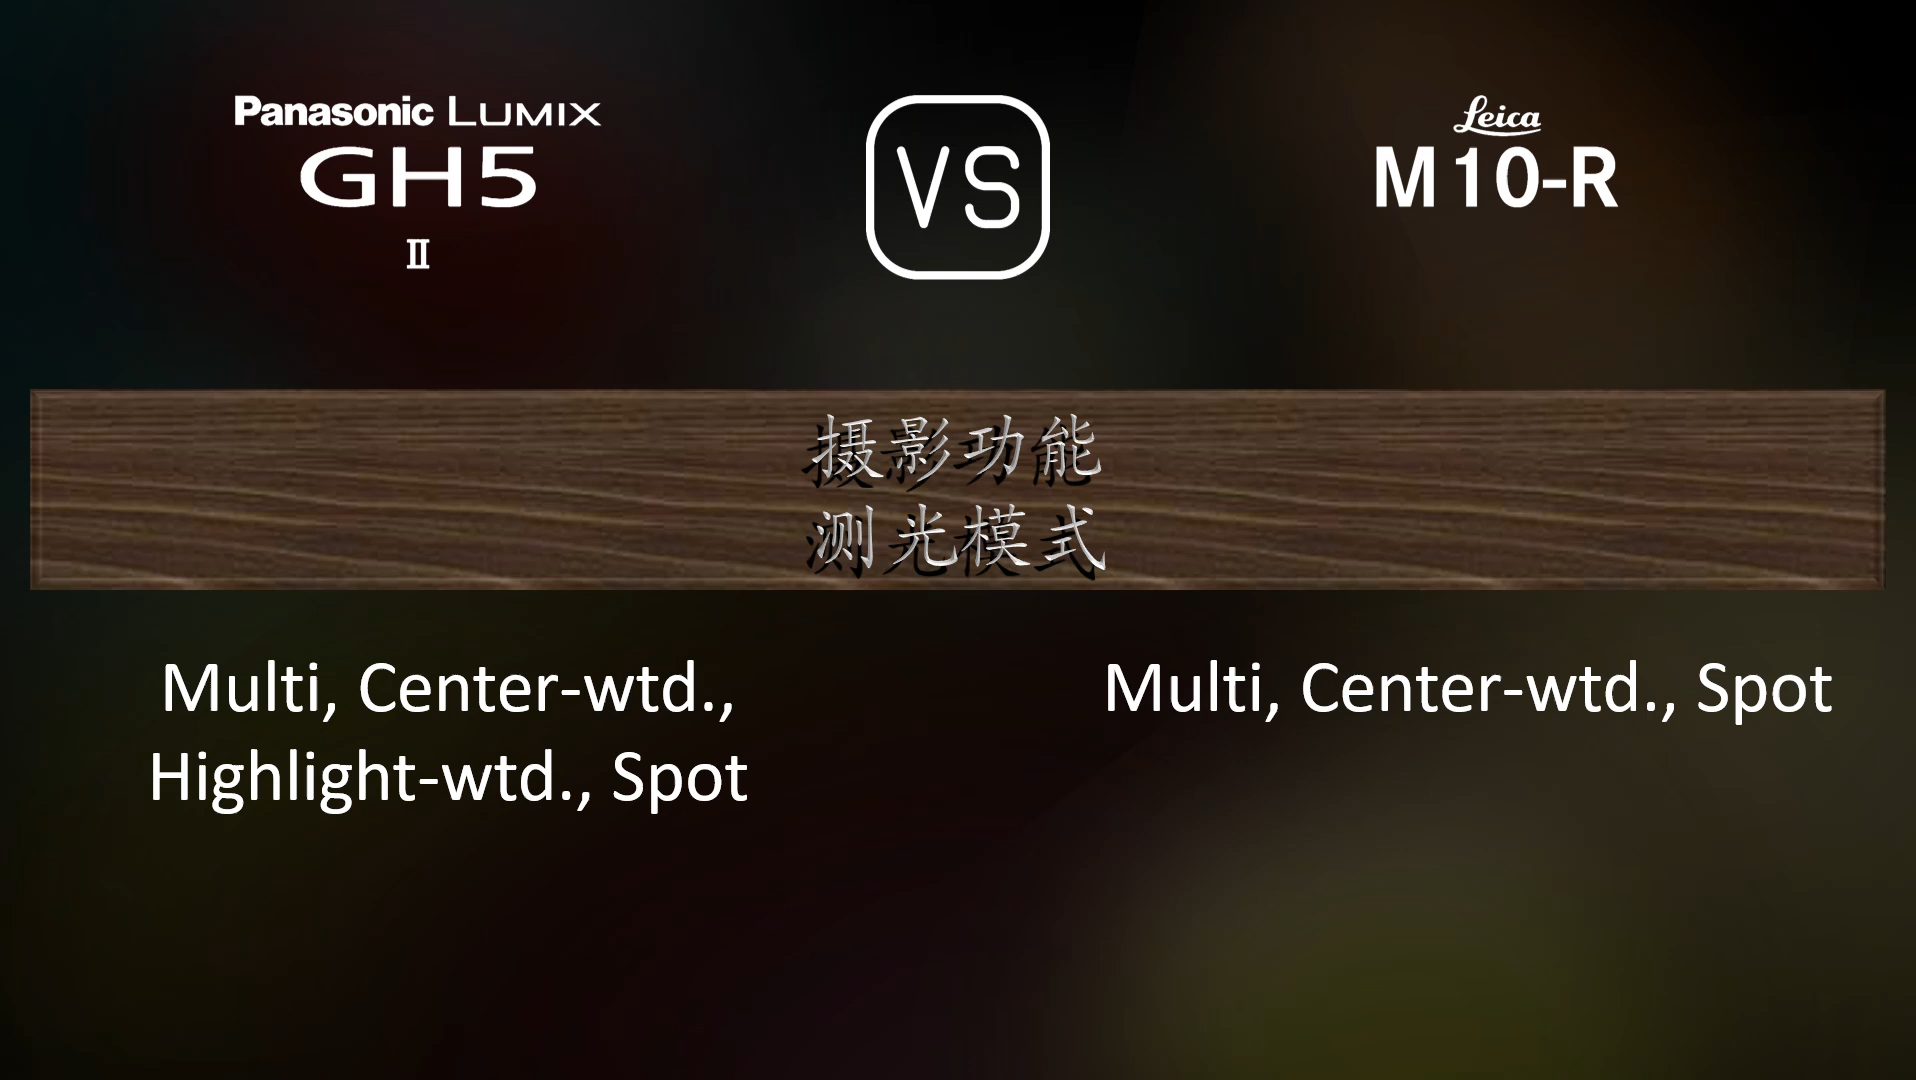 Panasonic LUMIX
GH5
II
VS
Leica
M10-R
摄影功能
测光模式
Multi, Center-wtd.,
Highlight-wtd., Spot
Multi, Center-wtd., Spot